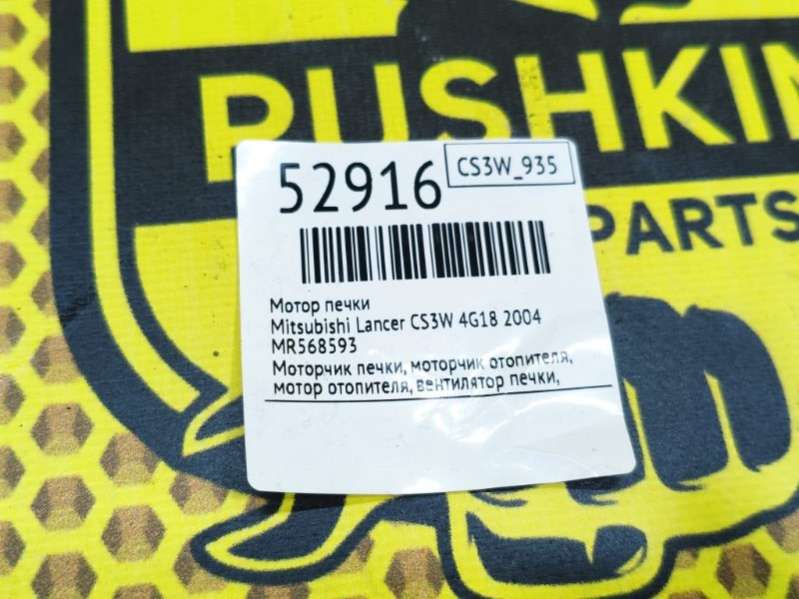 PUSHKIN
PARTS
52916
CS3W_935
Мотор печки
Mitsubishi Lancer CS3W 4G18 2004
MR568593
Моторчик печки, моторчик отопителя,
мотор отопителя, вентилятор печки,